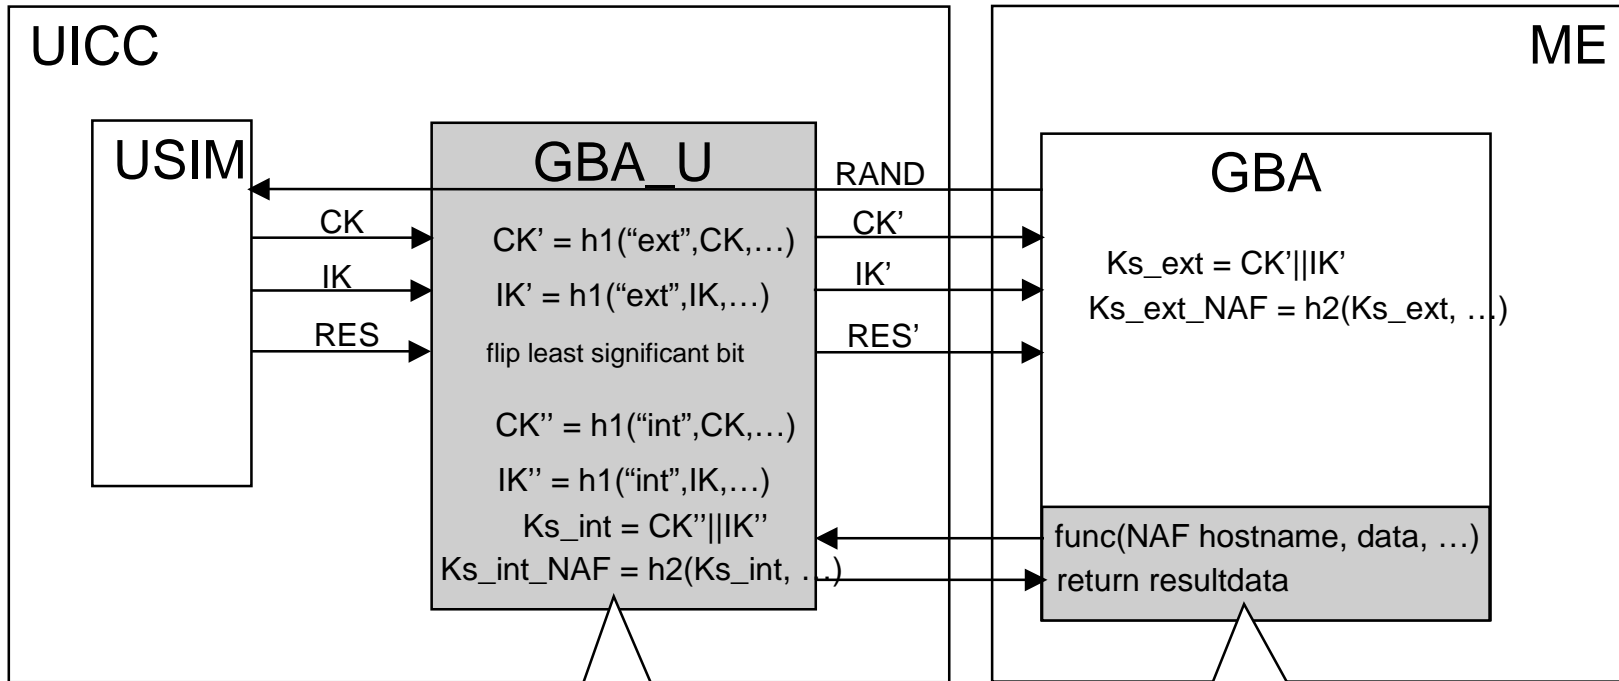 UICC
ME
USIM
GBA_U
GBA
RAND
CK
CK' = h1(“ext”,CK,…)
CK'
Ks_ext = CK'||IK'
IK
IK' = h1(“ext”,IK,…)
IK'
Ks_ext_NAF = h2(Ks_ext, …)
RES
flip least significant bit
RES'
CK'' = h1(“int”,CK,…)
IK'' = h1(“int”,IK,…)
Ks_int = CK''||IK''
func(NAF hostname, data, …)
Ks_int_NAF = h2(Ks_int, …)
return resultdata